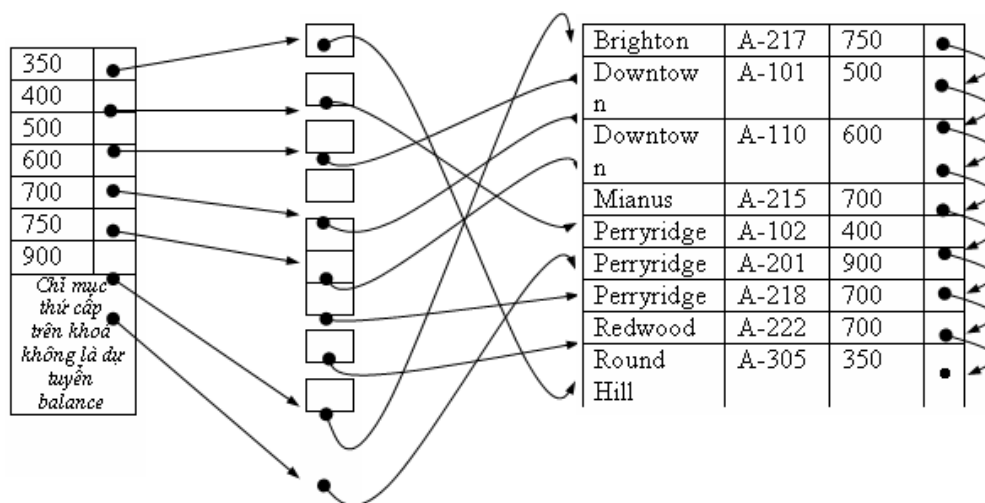 350
400
500
600
700
750
900
Chỉ mục
thứ cấp
trên khoá
không là dự
tuyển
balance
Brighton A-217 750
Downtow A-101 500
n
Downtow A-110 600
n
Mianus A-215 700
Perryridge A-102 400
Perryridge A-201 900
Perryridge A-218 700
Redwood A-222 700
Round A-305 350
Hill